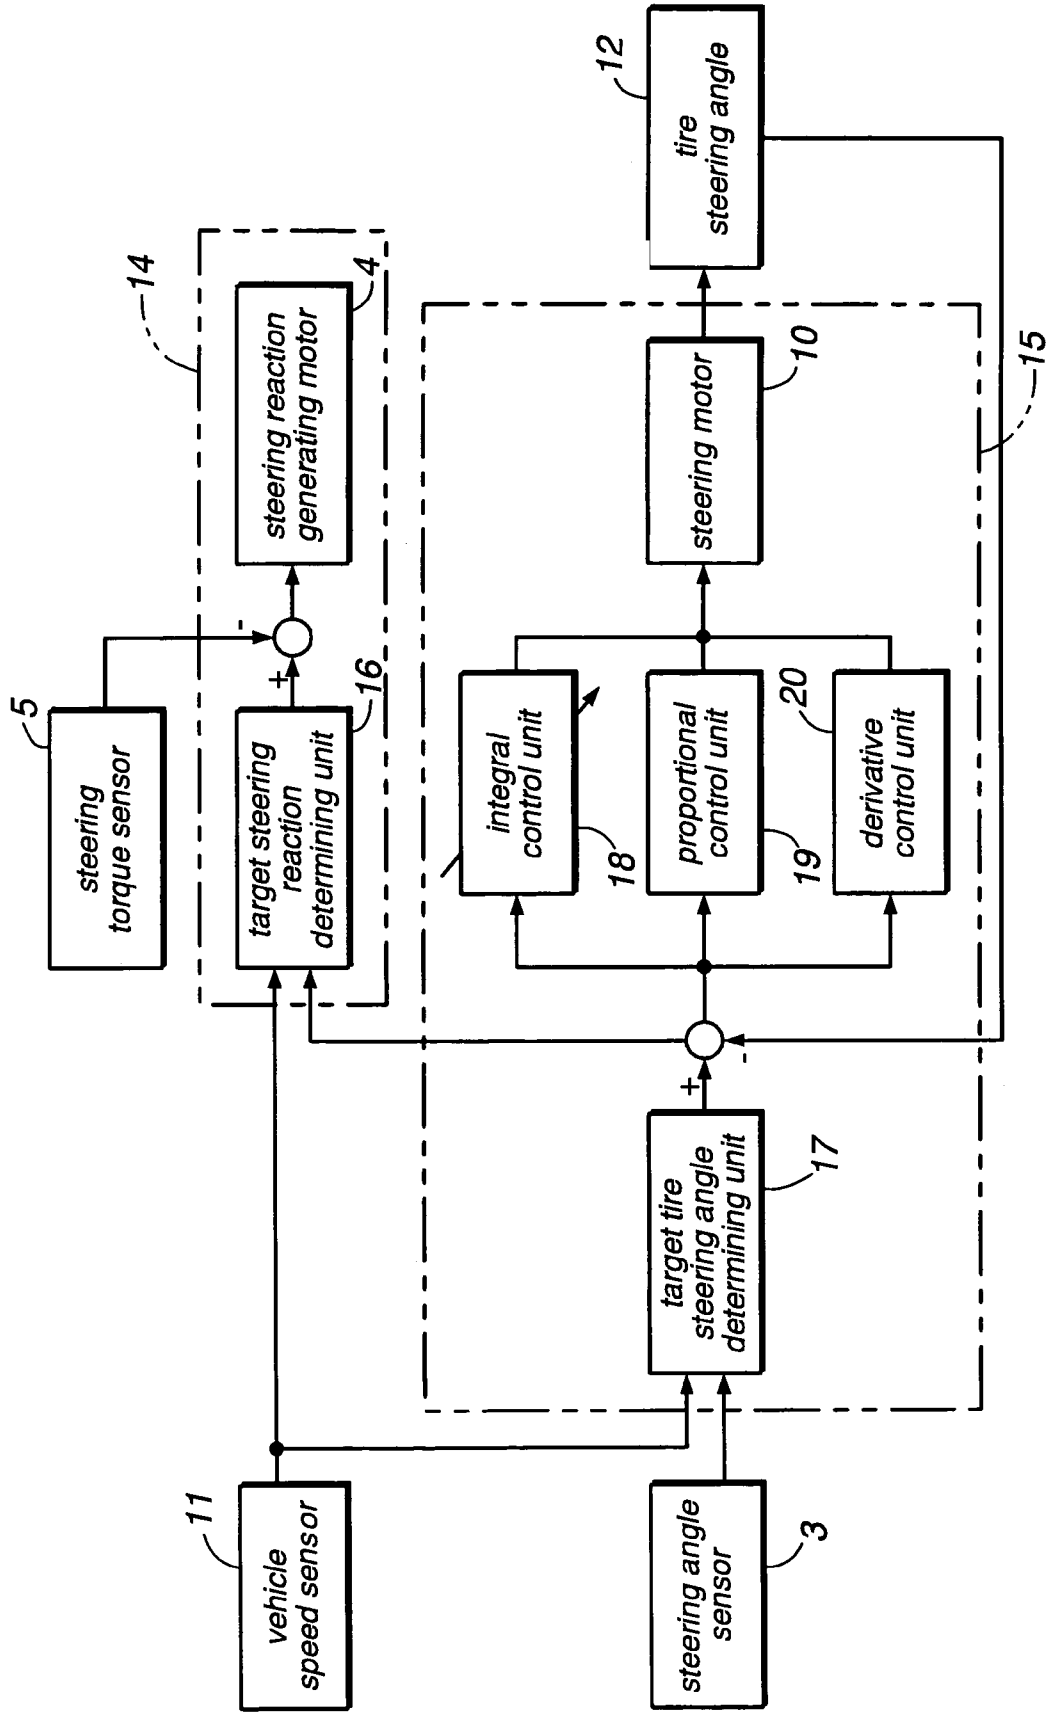 5
steering
torque sensor
14
11
vehicle
speed sensor
target steering
reaction
determining unit
16
+
-
steering reaction
generating motor
4
3
steering angle
sensor
target tire
steering angle
determining unit
17
+
-
integral
control unit
18
proportional
control unit
19
derivative
control unit
20
steering motor
10
tire
steering angle
12
15